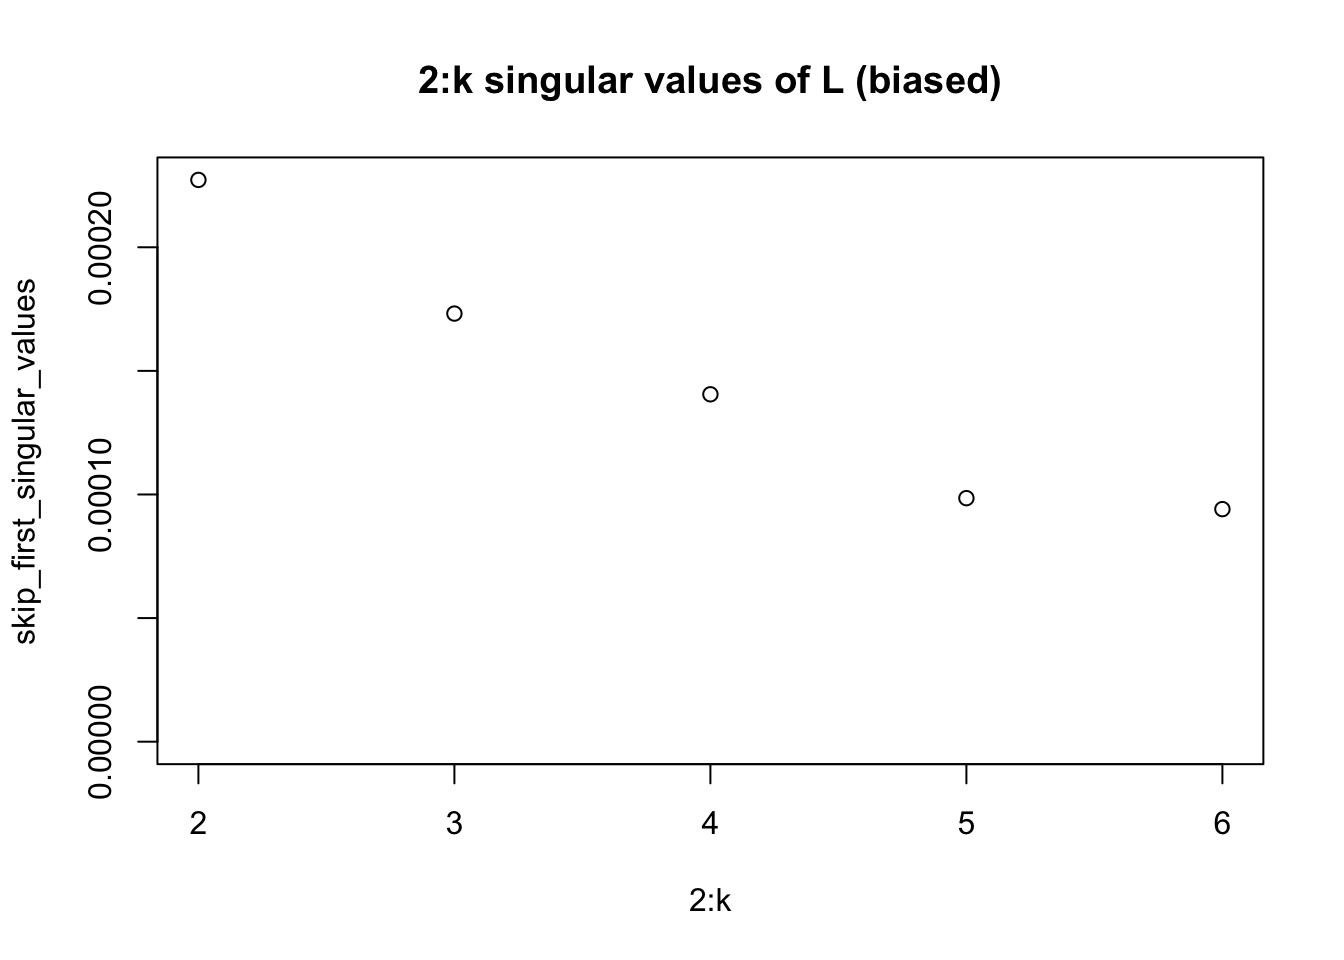 2:k singular values of L (biased)
skip_first_singular_values
0.00020
0.00010
0.00000
2 3 4 5 6
2:k